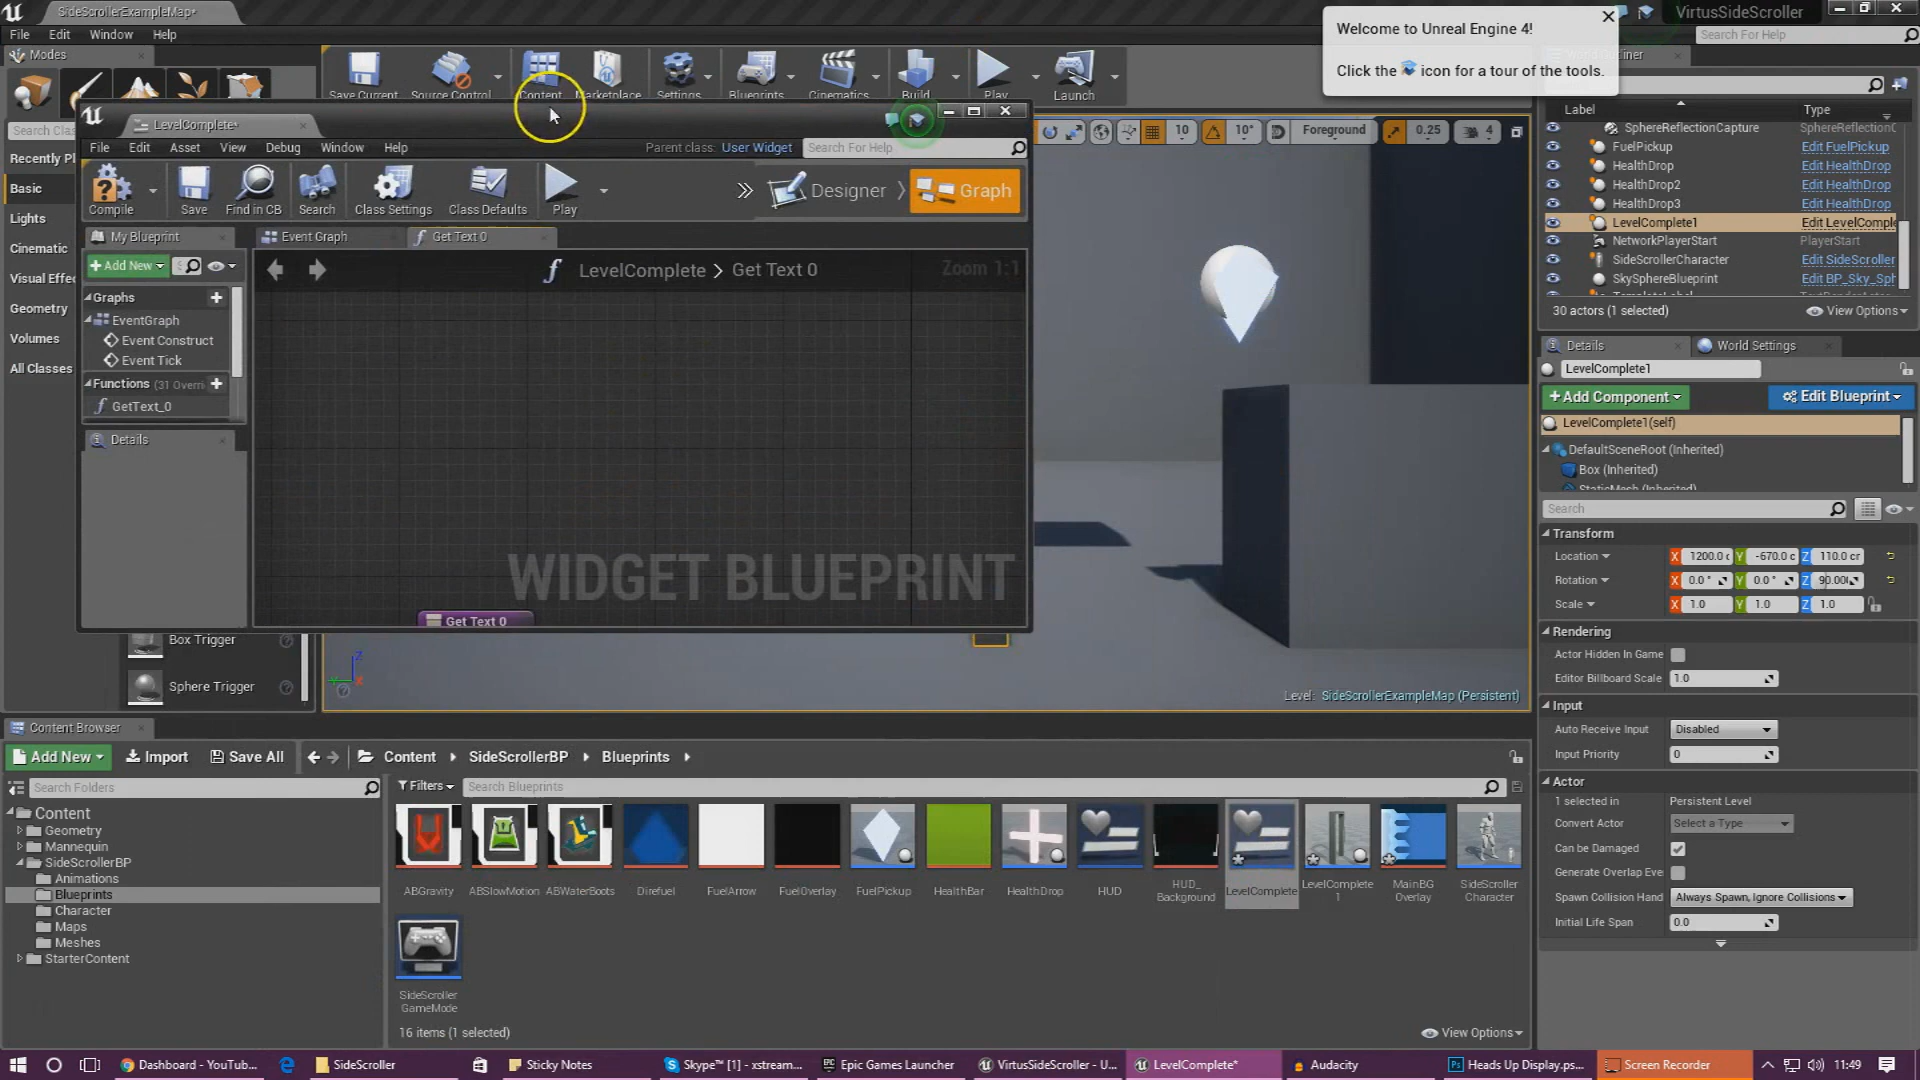 SideScrollerExampleMap*
VirtusSideScroller
File Edit Window Help
Search For Help
Welcome to Unreal Engine 4!
Click the icon for a tour of the tools.
Modes
Save Current Source Control Content Marketplace Settings Blueprints Cinematics Build Play Launch
Search Cla
Recently Pl
Basic
Lights
Cinematic
Visual Effe
Geometry
Volumes
All Classes
Box Trigger
Sphere Trigger
LevelComplete*
File Edit Asset View Debug Window Help
Parent class: User Widget
Search For Help
Compile Save Find in CB Search Class Settings Class Defaults Play
Designer Graph
My Blueprint
Event Graph Get Text 0
+Add New
LevelComplete > Get Text 0
Zoom 1:1
Graphs
EventGraph
Event Construct
Event Tick
Functions (31 Overri
GetText_0
Details
WIDGET BLUEPRINT
Get Text 0
10 10° Foreground 0.25 4
Level: SideScrollerExampleMap (Persistent)
Label Type
SphereReflectionCapture SphereReflectionC
FuelPickup Edit FuelPickup
HealthDrop Edit HealthDrop
HealthDrop2 Edit HealthDrop
HealthDrop3 Edit HealthDrop
LevelComplete1 Edit LevelComple
NetworkPlayerStart PlayerStart
SideScrollerCharacter Edit SideScroller
SkySphereBlueprint Edit BP_Sky_Sph
30 actors (1 selected)
View Options
Details World Settings
LevelComplete1
+Add Component
Edit Blueprint
LevelComplete1(self)
DefaultSceneRoot (Inherited)
Box (Inherited)
StaticMesh (Inherited)
Search
Transform
Location X 1200.0 c Y -670.0 c Z 110.0 cr
Rotation X 0.0 ° Y 0.0 ° Z 90.00
Scale X 1.0 Y 1.0 Z 1.0
Rendering
Actor Hidden In Game
Editor Billboard Scale 1.0
Input
Auto Receive Input Disabled
Input Priority 0
Actor
1 selected in Persistent Level
Convert Actor Select a Type
Can be Damaged
Generate Overlap Eve
Spawn Collision Hand Always Spawn, Ignore Collisions
Initial Life Span 0.0
Content Browser
Add New Import Save All Content SideScrollerBP Blueprints
Search Folders
Filters Search Blueprints
Content
Geometry
Mannequin
SideScrollerBP
Animations
Blueprints
Character
Maps
Meshes
StarterContent
ABGravity
ABSlowMotion
ABWaterBoots
Direfuel
FuelArrow
FuelOverlay
FuelPickup
HealthBar
HealthDrop
HUD
HUD_
Background
LevelComplete
LevelComplete
1
MainBG
Overlay
SideScroller
Character
SideScroller
GameMode
16 items (1 selected)
View Options
Dashboard - YouTub...
SideScroller
Sticky Notes
Skype™ [1] - xstream...
Epic Games Launcher
VirtusSideScroller - U...
LevelComplete*
Audacity
Heads Up Display.ps...
Screen Recorder
11:49